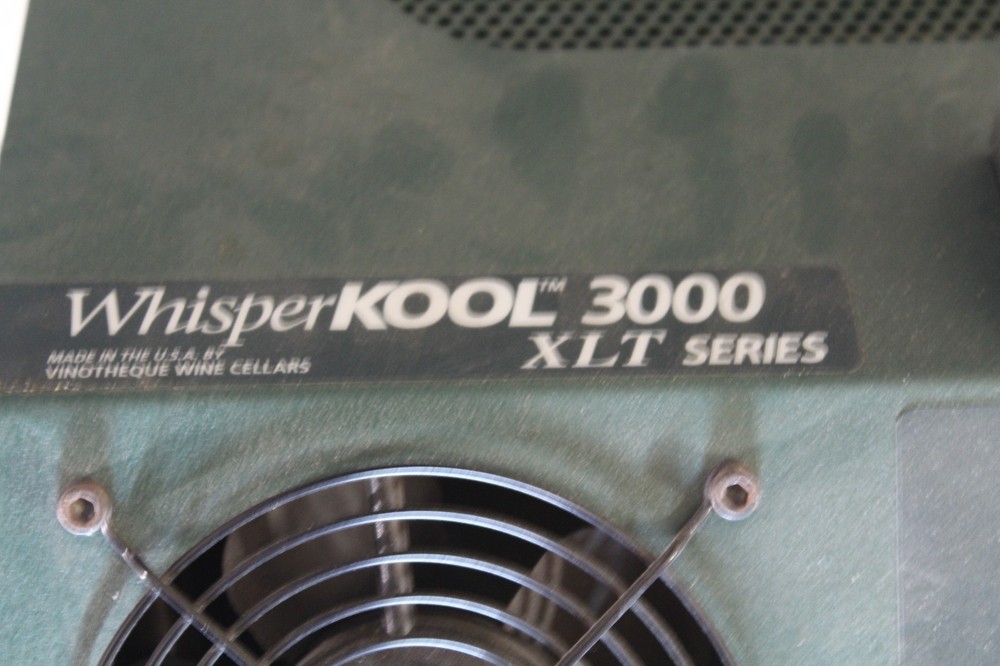 WhisperKOOL™ 3000
XLT SERIES
MADE IN THE U.S.A. BY
VINOTHEQUE WINE CELLARS